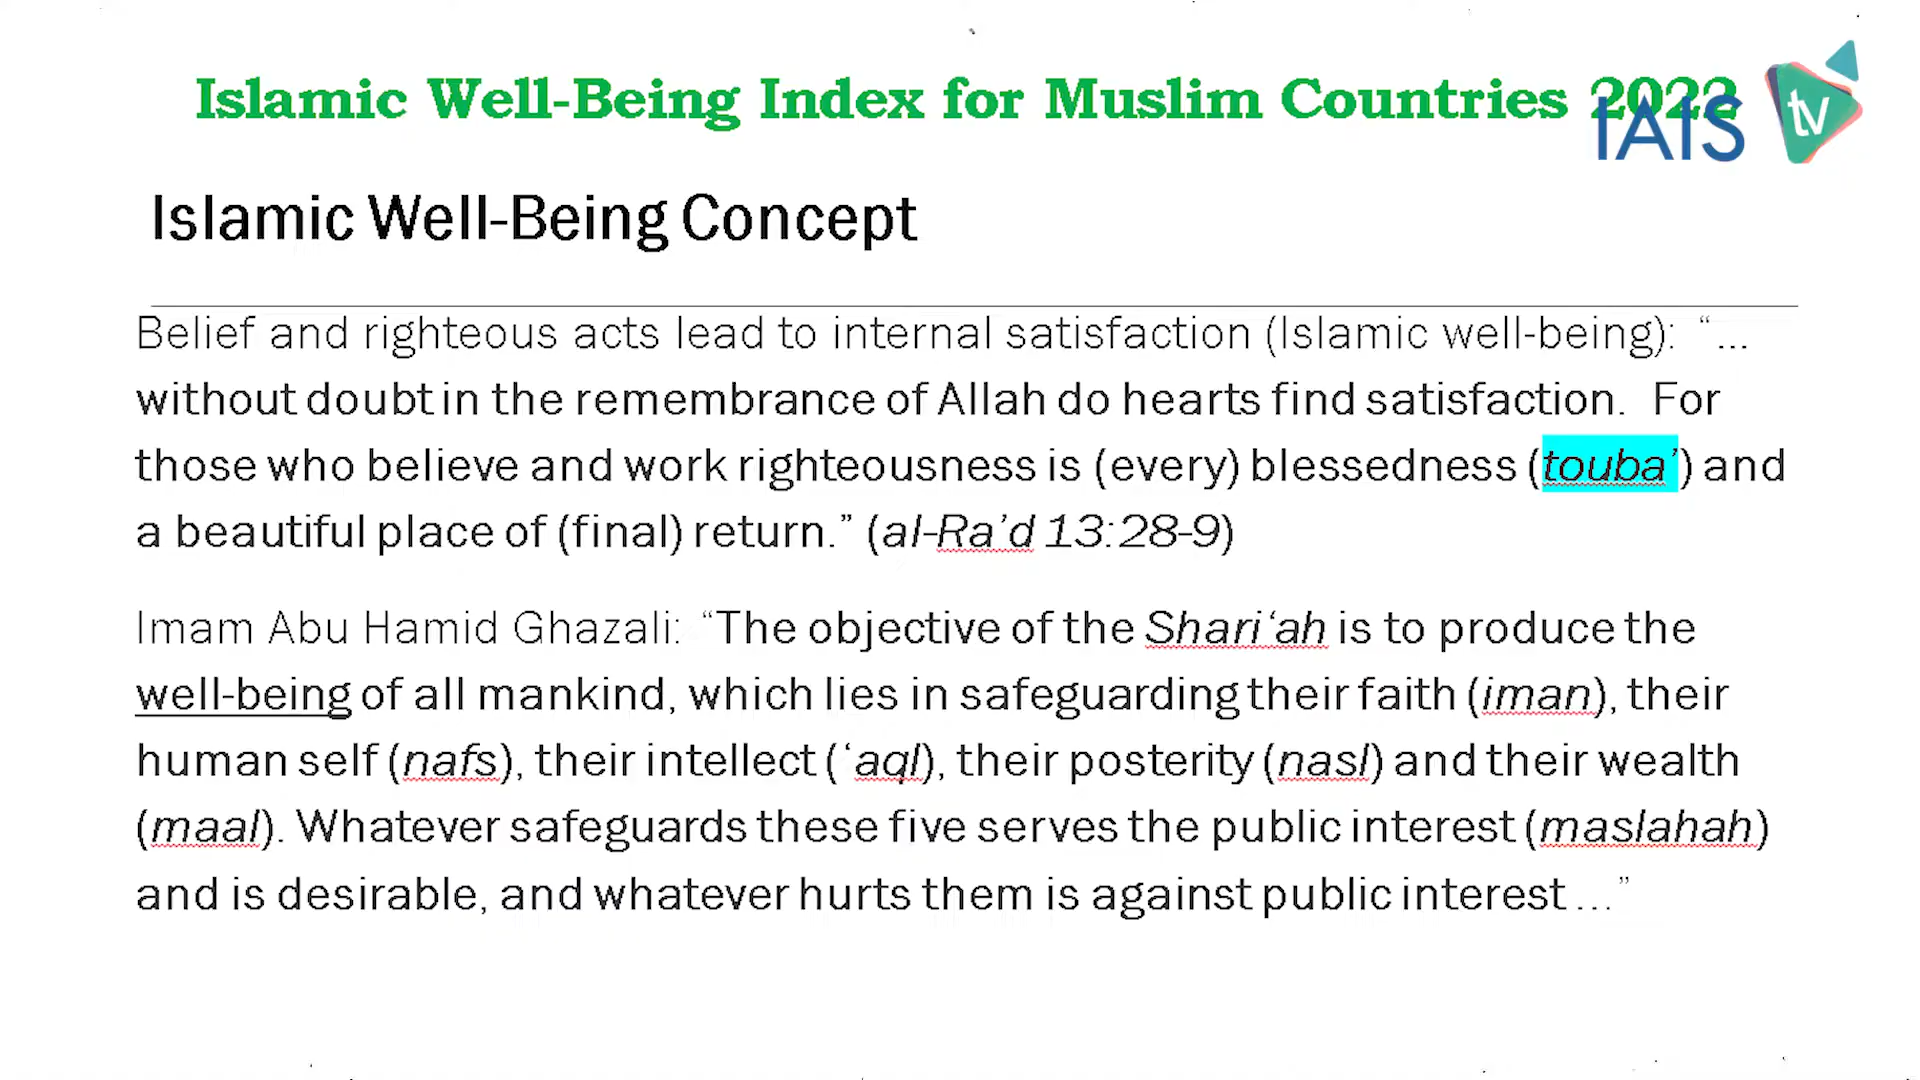 Islamic Well-Being Index for Muslim Countries 2022
IAIS tv
Islamic Well-Being Concept
Belief and righteous acts lead to internal satisfaction (Islamic well-being): “…
without doubt in the remembrance of Allah do hearts find satisfaction. For
those who believe and work righteousness is (every) blessedness (touba’) and
a beautiful place of (final) return.” (al-Ra’d 13:28-9)
Imam Abu Hamid Ghazali: “The objective of the Shari‘ah is to produce the
well-being of all mankind, which lies in safeguarding their faith (iman), their
human self (nafs), their intellect (‘aql), their posterity (nasl) and their wealth
(maal). Whatever safeguards these five serves the public interest (maslahah)
and is desirable, and whatever hurts them is against public interest …”